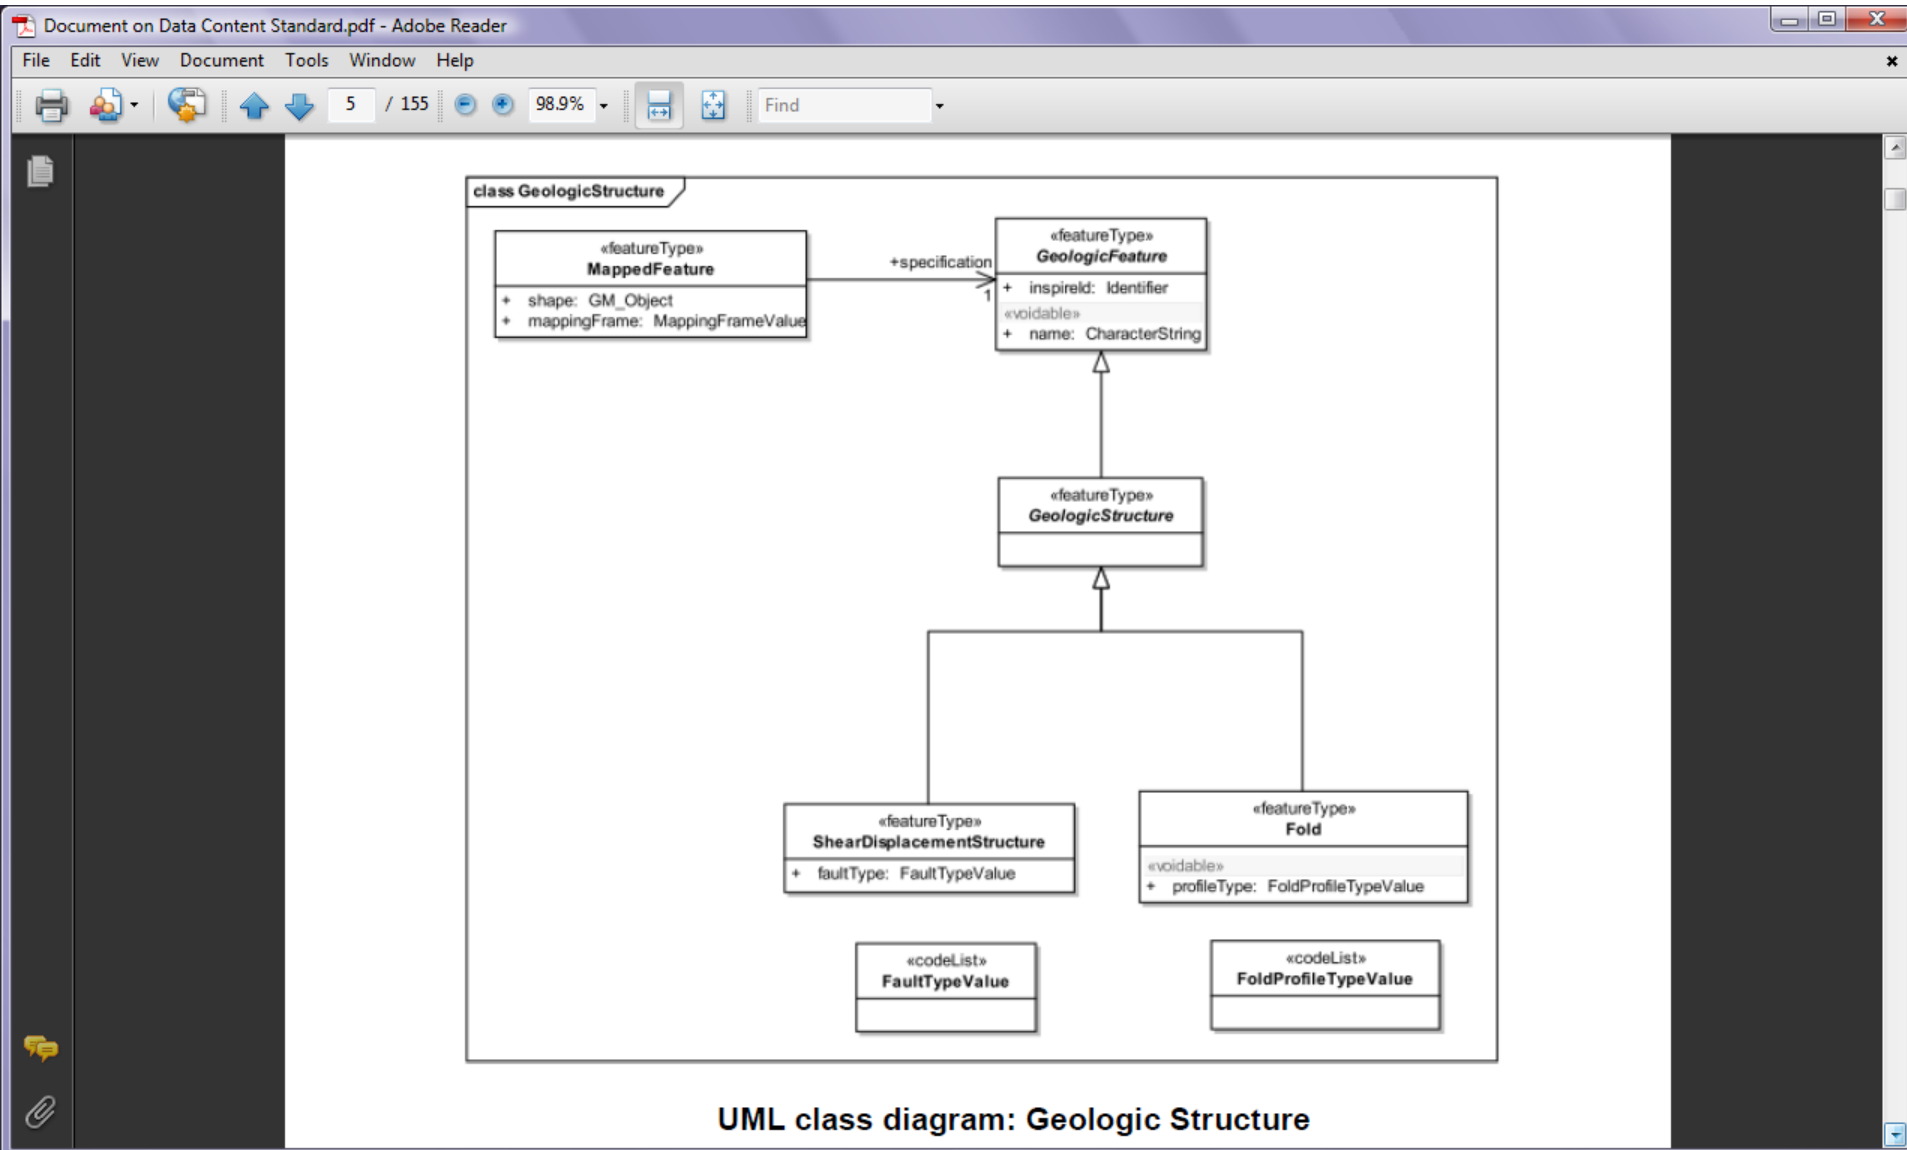 Document on Data Content Standard.pdf - Adobe Reader
File Edit View Document Tools Window Help
5 / 155 98.9% Find
class GeologicStructure
«featureType»
MappedFeature
+ shape: GM_Object
+ mappingFrame: MappingFrameValue
+specification
1
«featureType»
GeologicFeature
+ inspireId: Identifier
«voidable»
+ name: CharacterString
«featureType»
GeologicStructure
«featureType»
ShearDisplacementStructure
+ faultType: FaultTypeValue
«featureType»
Fold
«voidable»
+ profileType: FoldProfileTypeValue
«codeList»
FaultTypeValue
«codeList»
FoldProfileTypeValue
UML class diagram: Geologic Structure